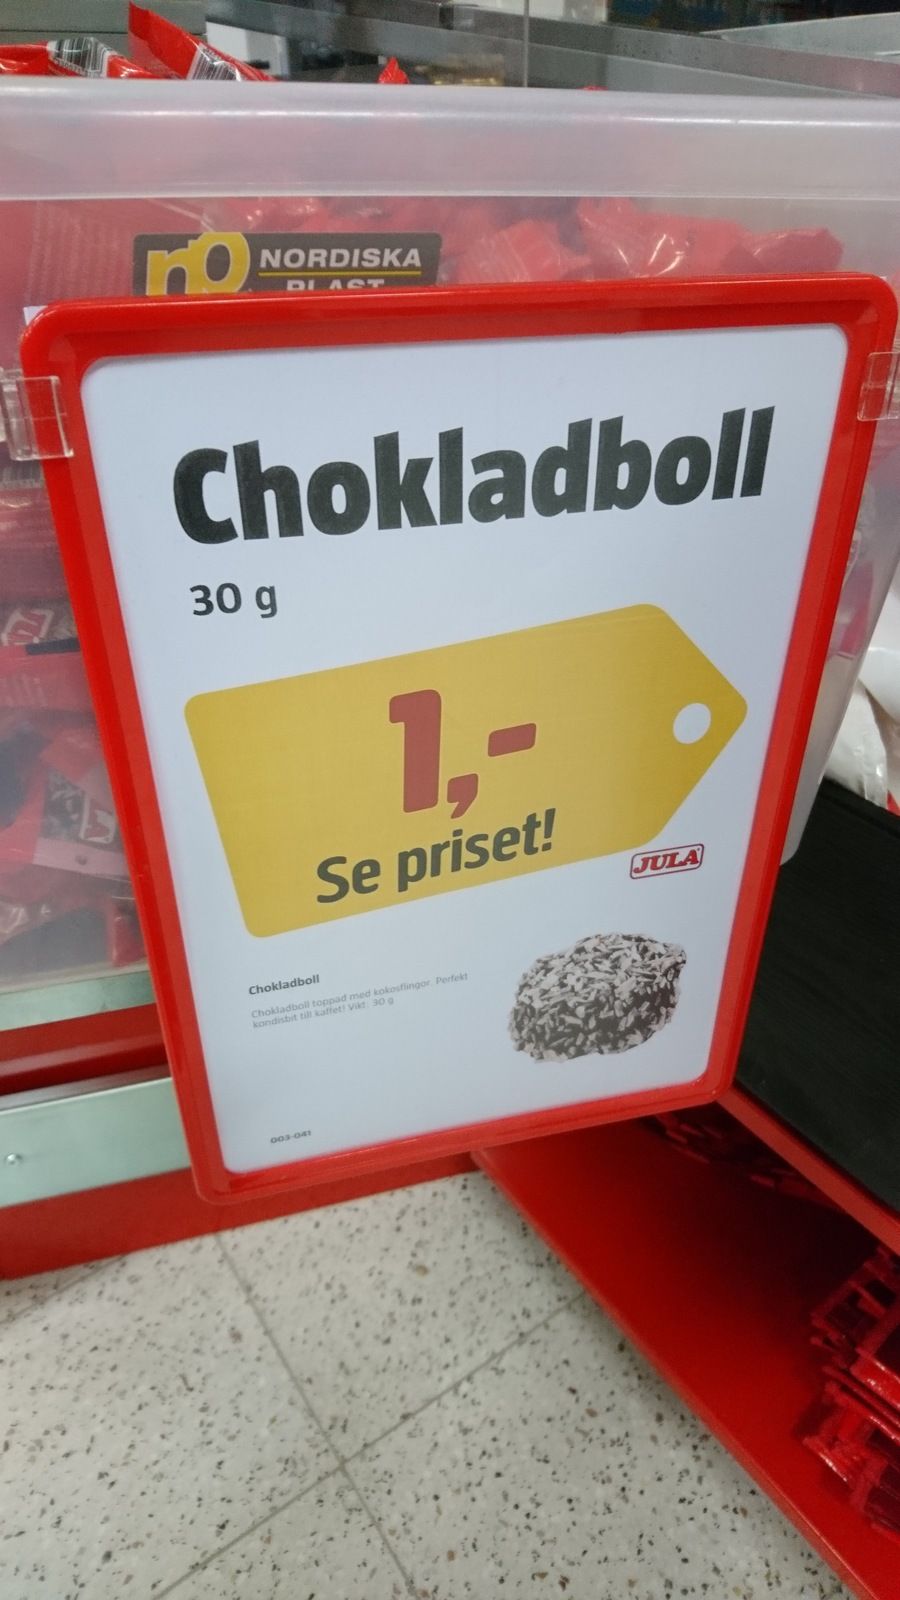 NORDISKA
PLAST
Chokladboll
30 g
1,-
Se priset!
JULA
Chokladboll
Chokladboll toppad med kokosflingor. Perfekt
kondisbit till kaffet! Vikt: 30 g
003-041